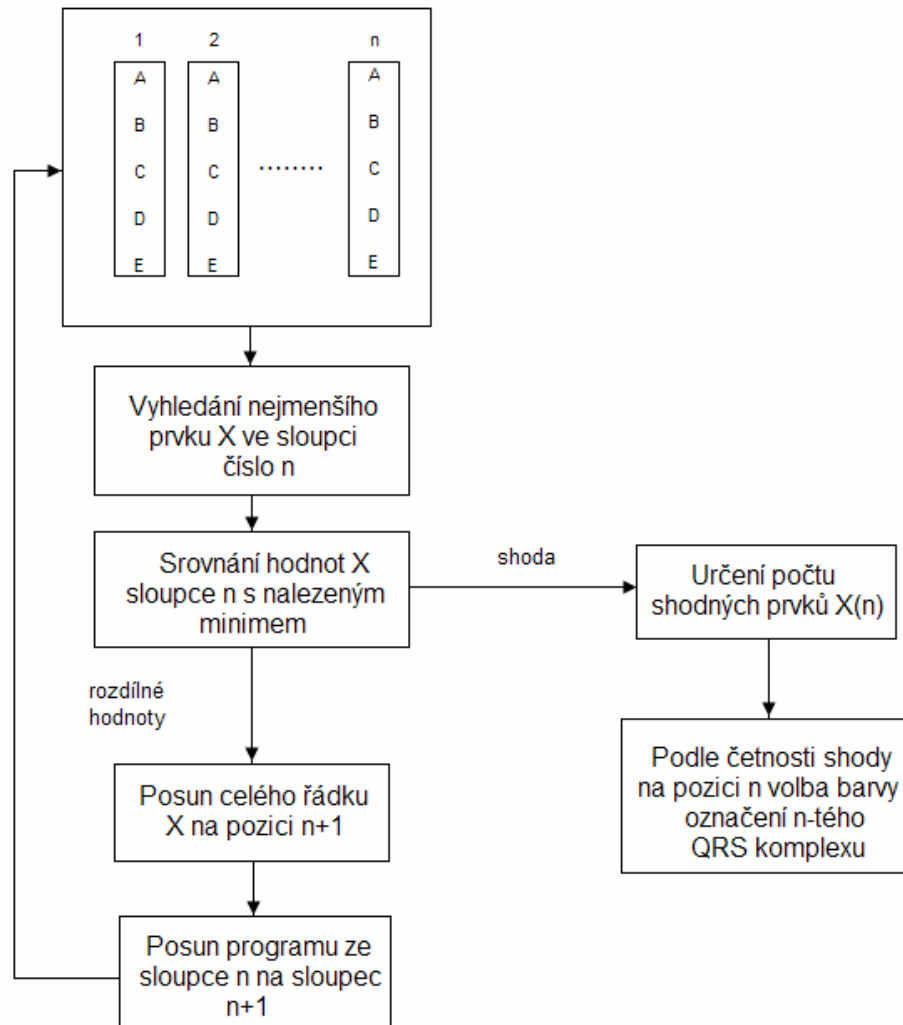 1 2 n
A A A
B B B
C C ........ C
D D D
E E E
Vyhledání nejmenšího
prvku X ve sloupci
číslo n
Srovnání hodnot X
sloupce n s nalezeným
minimem
shoda
Určení počtu
shodných prvků X(n)
rozdílné
hodnoty
Podle četnosti shody
na pozici n volba barvy
označení n-tého
QRS komplexu
Posun celého řádku
X na pozici n+1
Posun programu ze
sloupce n na sloupec
n+1